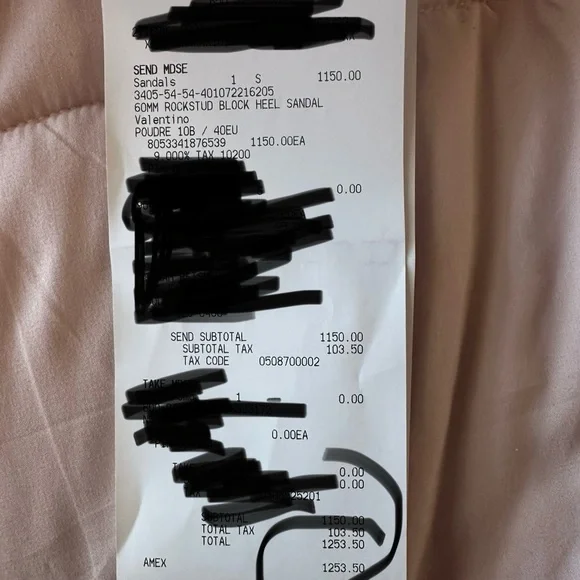 SEND MDSE
Sandals 1 S 1150.00
3405-54-54-401072216205
60MM ROCKSTUD BLOCK HEEL SANDAL
Valentino
POUDRE 10B / 40EU
8053341876539 1150.00EA
9.000% TAX 10200
0.00
SEND SUBTOTAL 1150.00
SUBTOTAL TAX 103.50
TAX CODE 0508700002
1 0.00
0.00EA
0.00
0.00
SUBTOTAL 1150.00
TOTAL TAX 103.50
TOTAL 1253.50
AMEX 1253.50